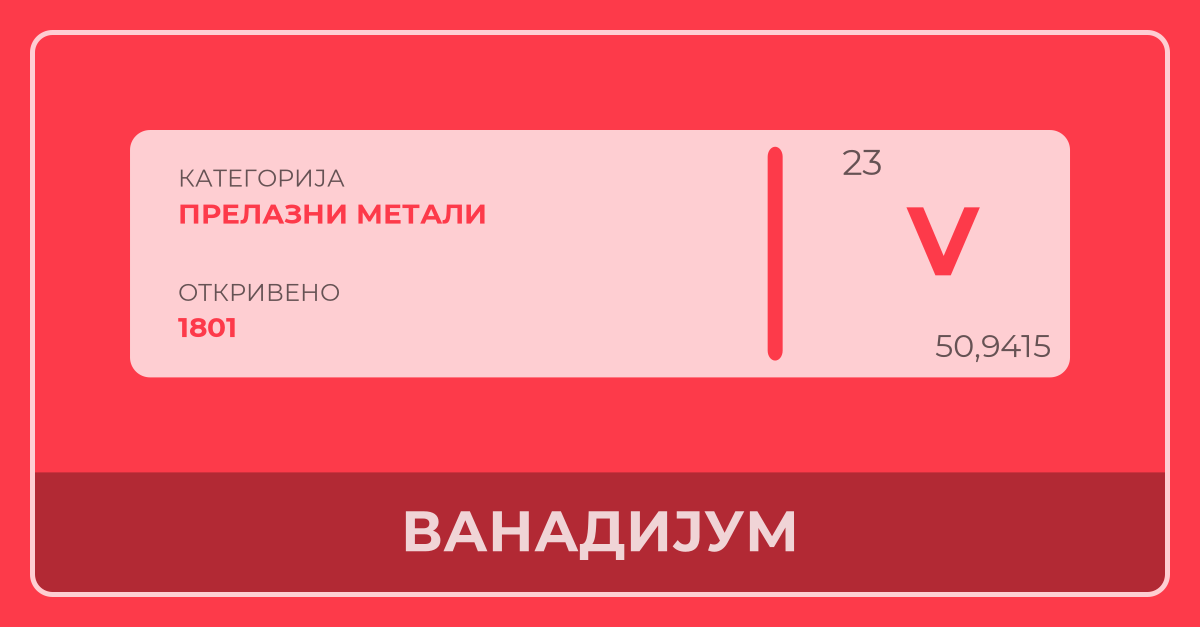 КАТЕГОРИЈА
ПРЕЛАЗНИ МЕТАЛИ
ОТКРИВЕНО
1801
23
V
50,9415
ВАНАДИЈУМ